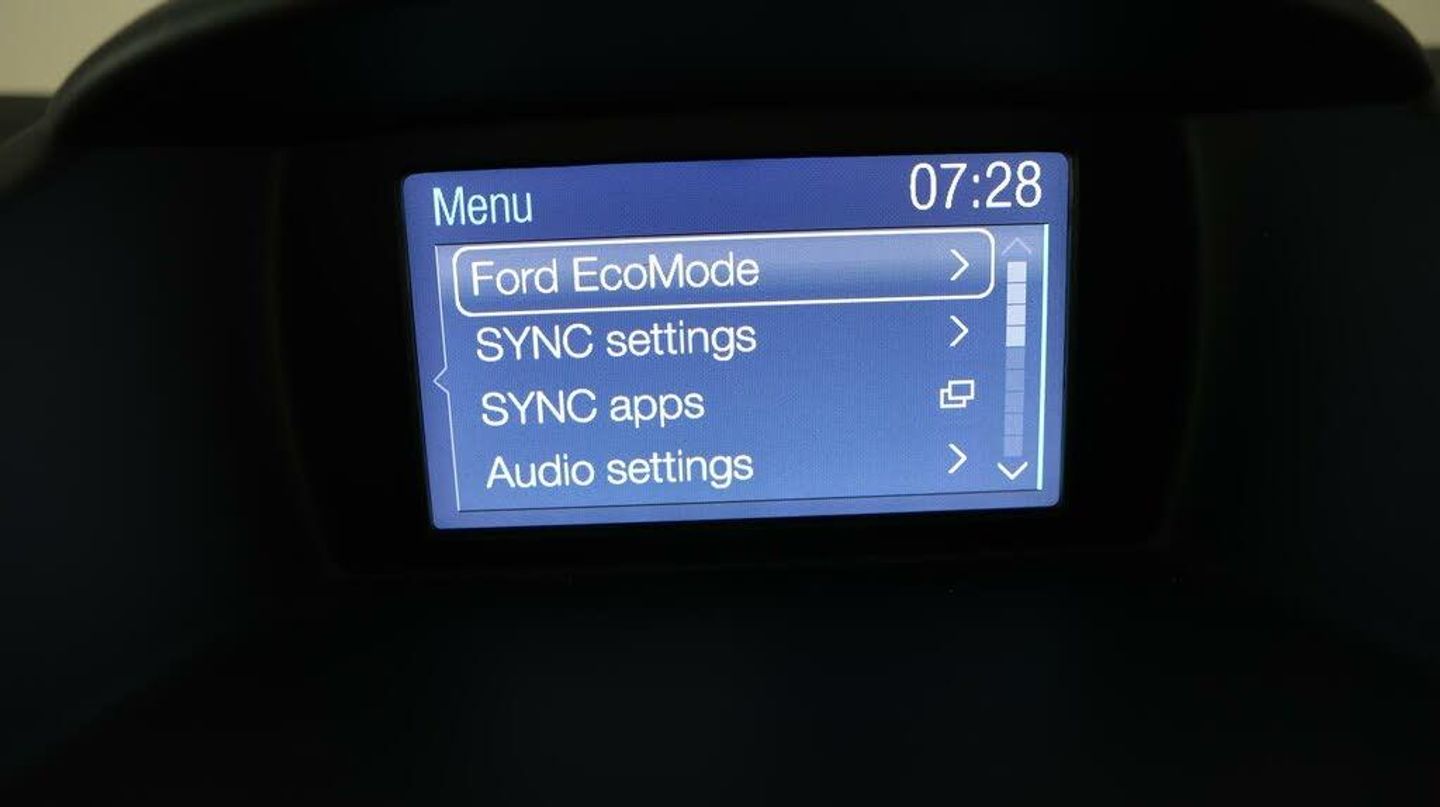 Menu 07:28
Ford EcoMode
SYNC settings
SYNC apps
Audio settings